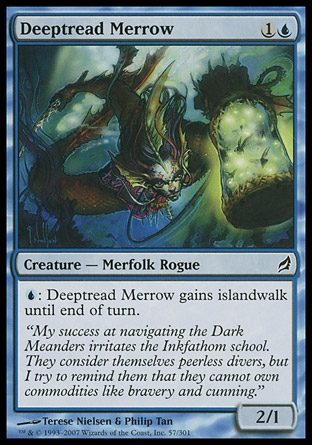 Deeptread Merrow 1
Creature — Merfolk Rogue
: Deeptread Merrow gains islandwalk
until end of turn.
“My success at navigating the Dark
Meanders irritates the Inkfathom school.
They consider themselves peerless divers, but
I try to remind them that they cannot own
commodities like bravery and cunning.”
Terese Nielsen & Philip Tan
™ & © 1993–2007 Wizards of the Coast, Inc. 57/301
2/1